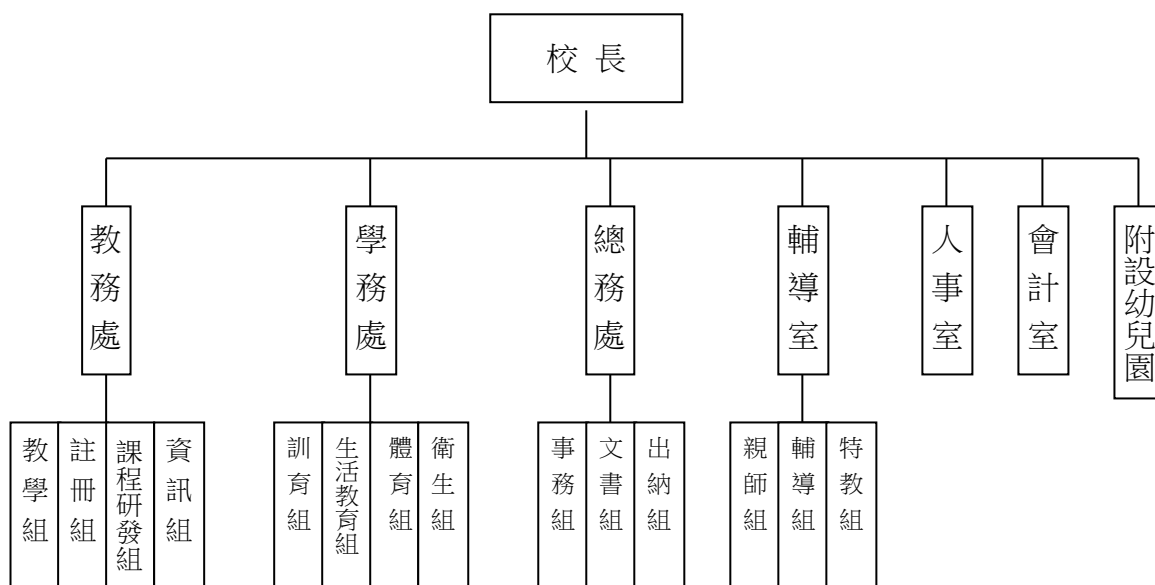 校長
教務處
學務處
總務處
輔導室
人事室
會計室
附設幼兒園
教學組
註冊組
課程研發組
資訊組
訓育組
生活教育組
體育組
衛生組
事務組
文書組
出納組
親師組
輔導組
特教組